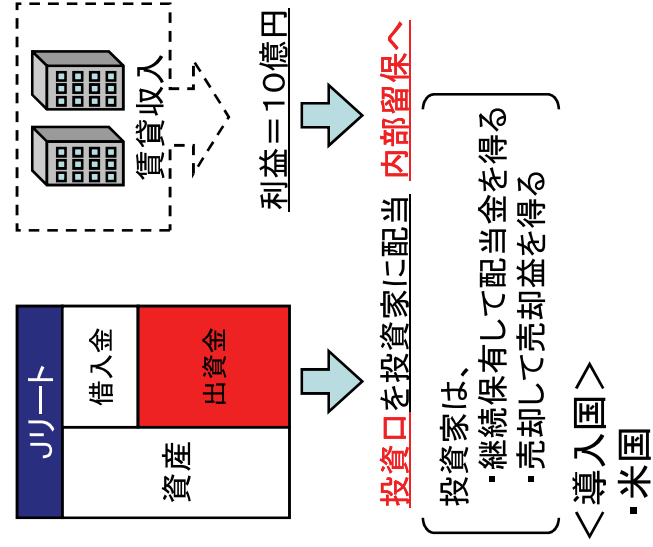 Jリート
資産
借入金
出資金
賃貸収入
利益＝10億円
投資口を投資家に配当
内部留保へ
投資家は、
・継続保有して配当金を得る
・売却して売却益を得る
＜導入国＞
・米国